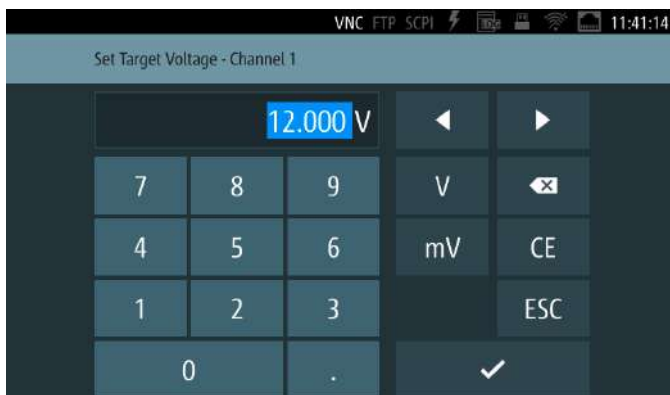 VNC FTP SCPI 11:41:14
Set Target Voltage - Channel 1
12.000 V
7 8 9 V
4 5 6 mV CE
1 2 3 ESC
0 .